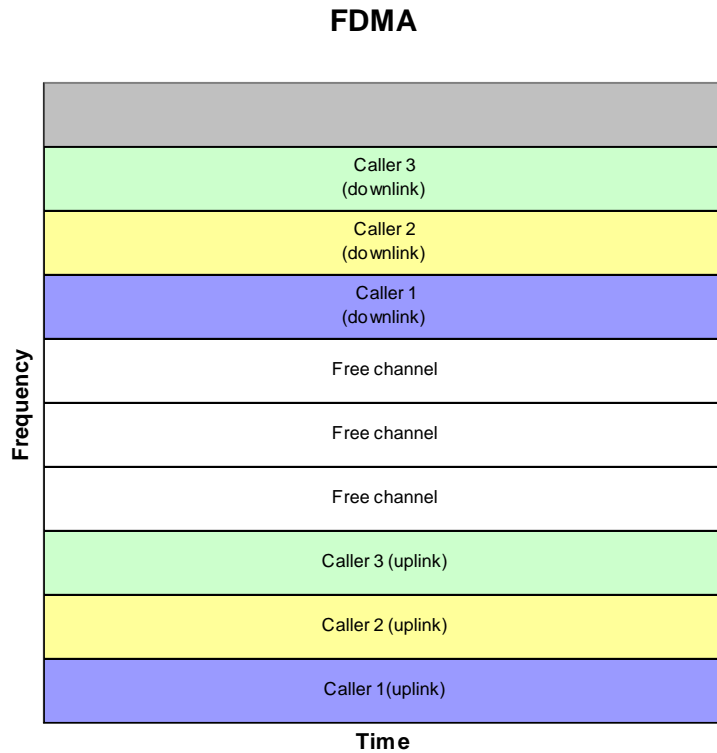 FDMA
Caller 3
(downlink)
Caller 2
(downlink)
Caller 1
(downlink)
Free channel
Free channel
Free channel
Caller 3 (uplink)
Caller 2 (uplink)
Caller 1(uplink)
Frequency
Time